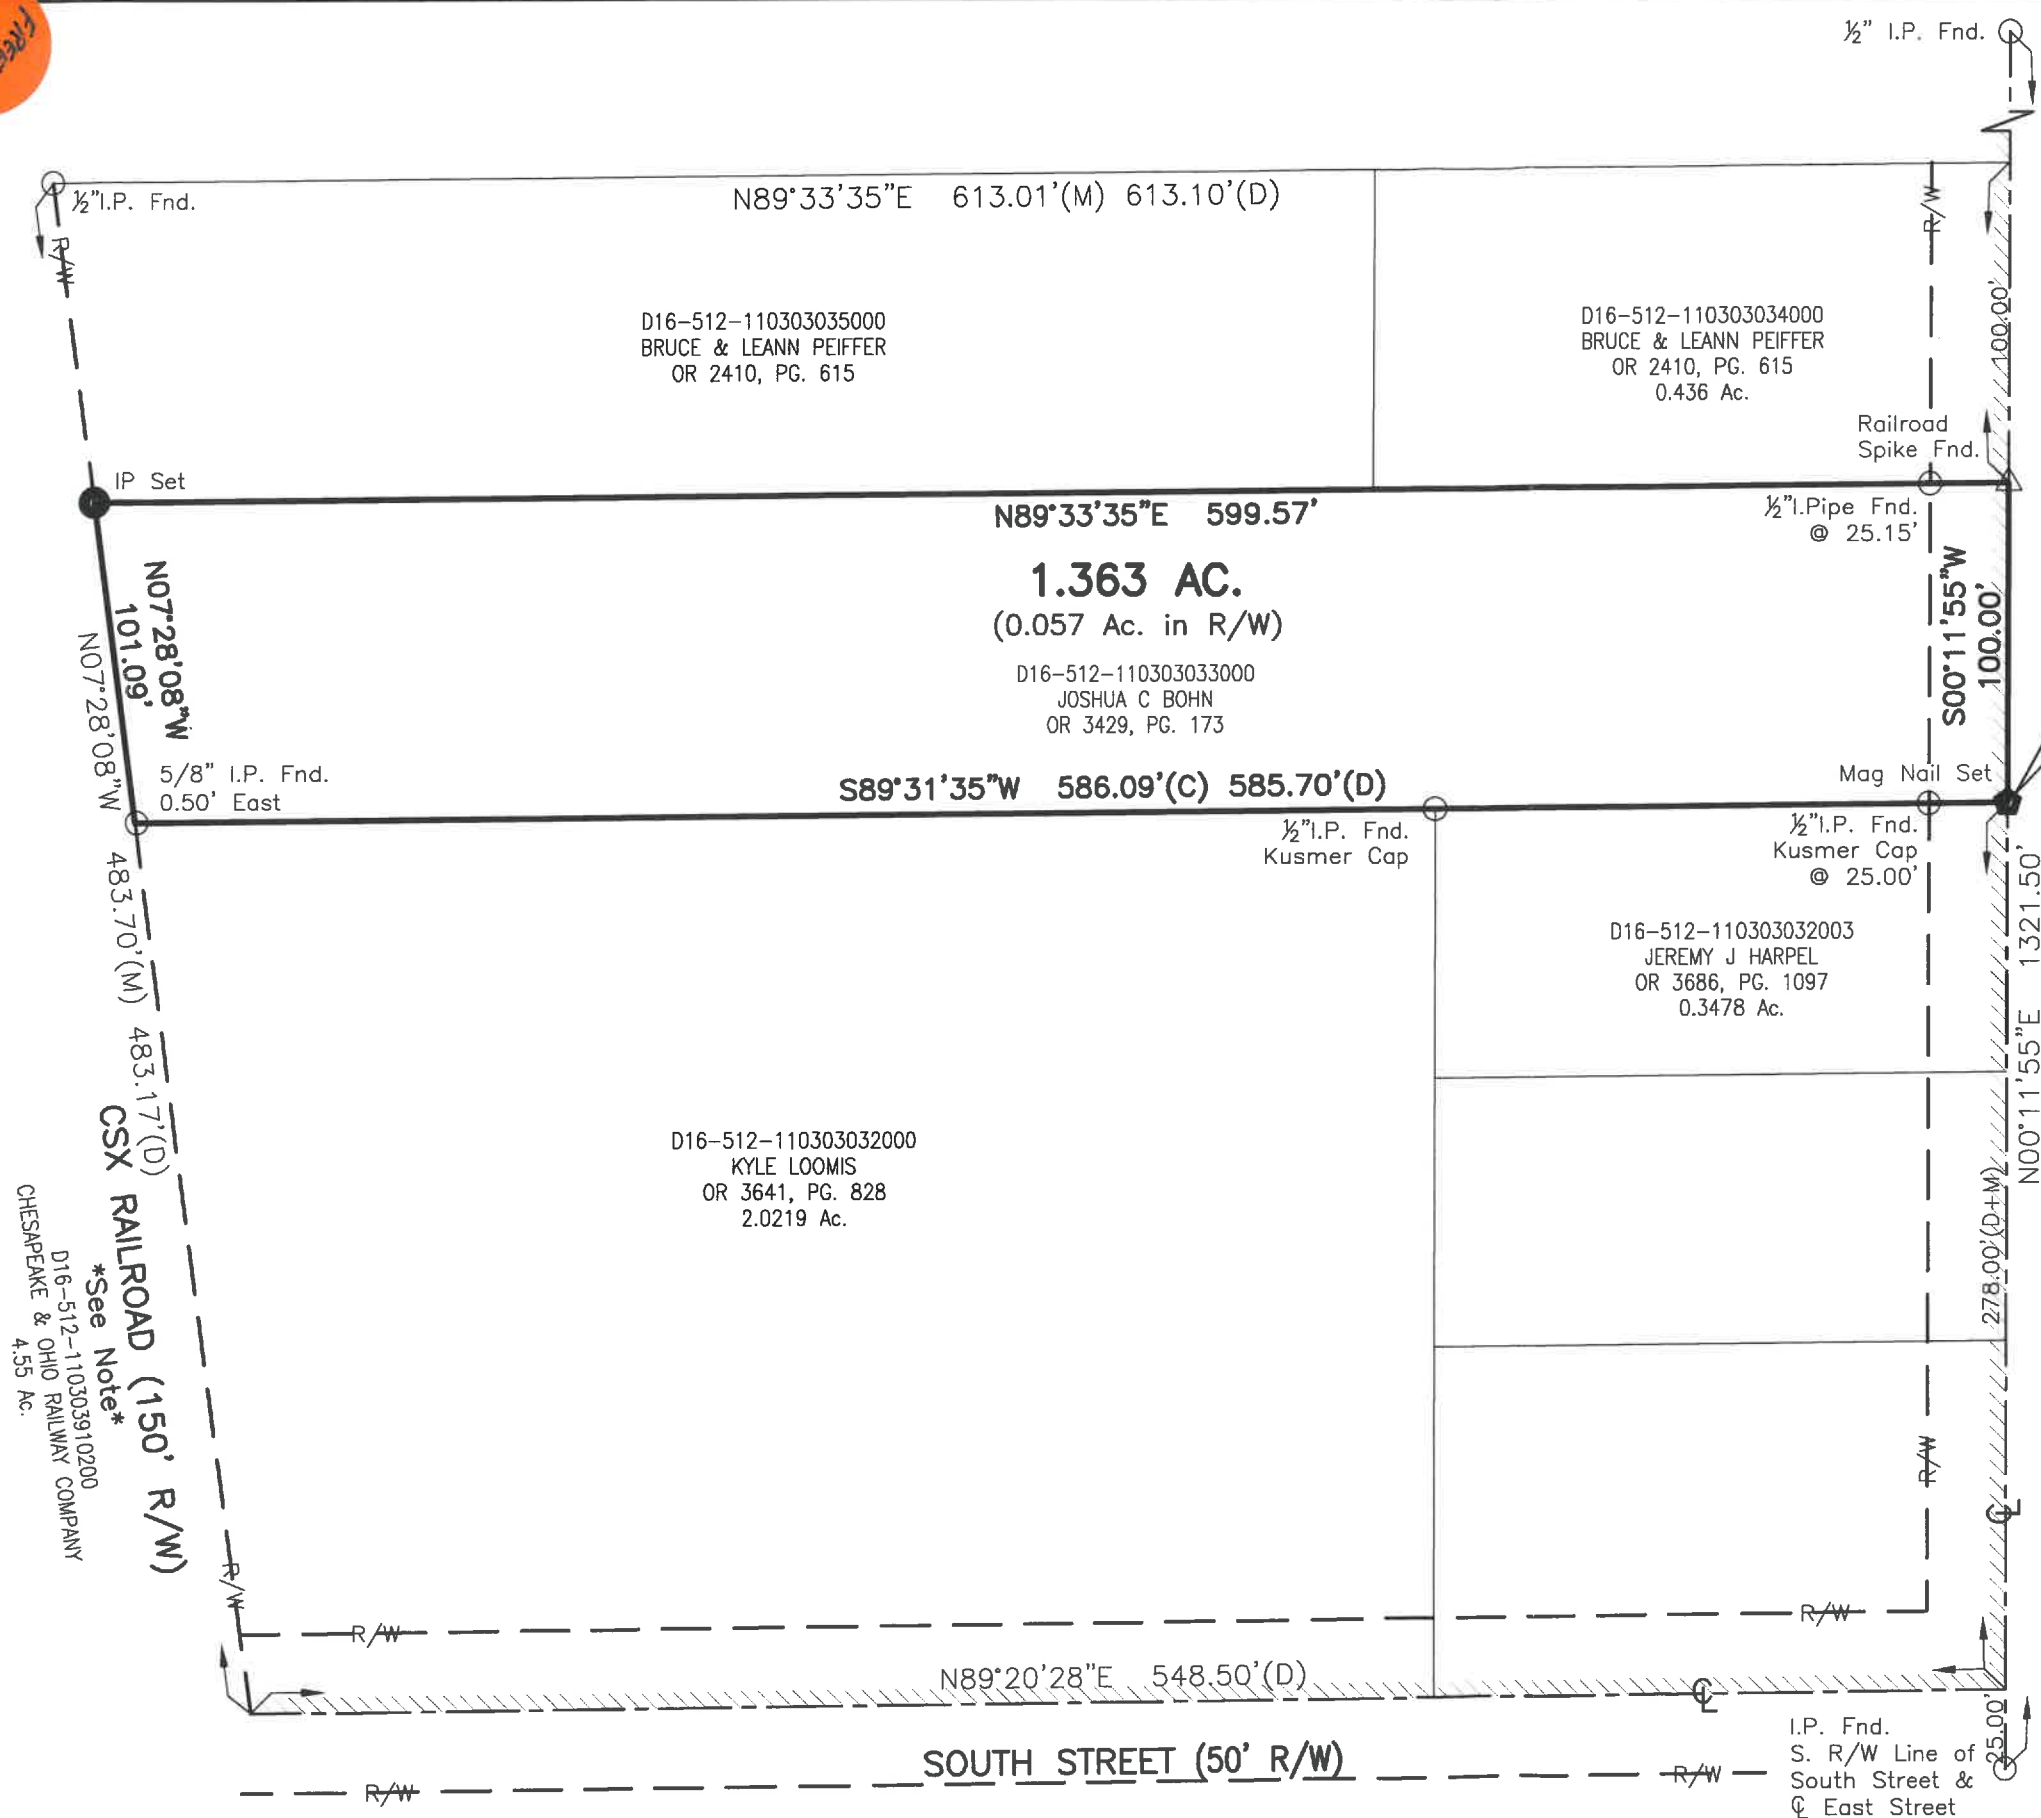 ½" I.P. Fnd.
½"I.P. Fnd.
N89°33'35"E 613.01'(M) 613.10'(D)
R/W
R/W
D16-512-110303035000
BRUCE & LEANN PEIFFER
OR 2410, PG. 615
D16-512-110303034000
BRUCE & LEANN PEIFFER
OR 2410, PG. 615
0.436 Ac.
100.00'
Railroad
Spike Fnd.
IP Set
N89°33'35"E 599.57'
½"I.Pipe Fnd.
@ 25.15'
1.363 AC.
(0.057 Ac. in R/W)
D16-512-110303033000
JOSHUA C BOHN
OR 3429, PG. 173
N07°28'08"W
101.09'
S00°11'55"W
100.00'
5/8" I.P. Fnd.
0.50' East
S89°31'35"W 586.09'(C) 585.70'(D)
Mag Nail Set
½"I.P. Fnd.
Kusmer Cap
½"I.P. Fnd.
Kusmer Cap
@ 25.00'
N07°28'08"W 483.70'(M) 483.17'(D)
D16-512-110303032003
JEREMY J HARPEL
OR 3686, PG. 1097
0.3478 Ac.
N00°11'55"E 1321.50'
278.00'(D+M)
D16-512-110303032000
KYLE LOOMIS
OR 3641, PG. 828
2.0219 Ac.
CSX RAILROAD (150' R/W)
*See Note*
D16-512-110303910200
CHESAPEAKE & OHIO RAILWAY COMPANY
4.55 Ac.
R/W
R/W
℄
R/W
R/W
N89°20'28"E 548.50'(D)
℄
25.00'
SOUTH STREET (50' R/W)
R/W
R/W
I.P. Fnd.
S. R/W Line of
South Street &
℄ East Street